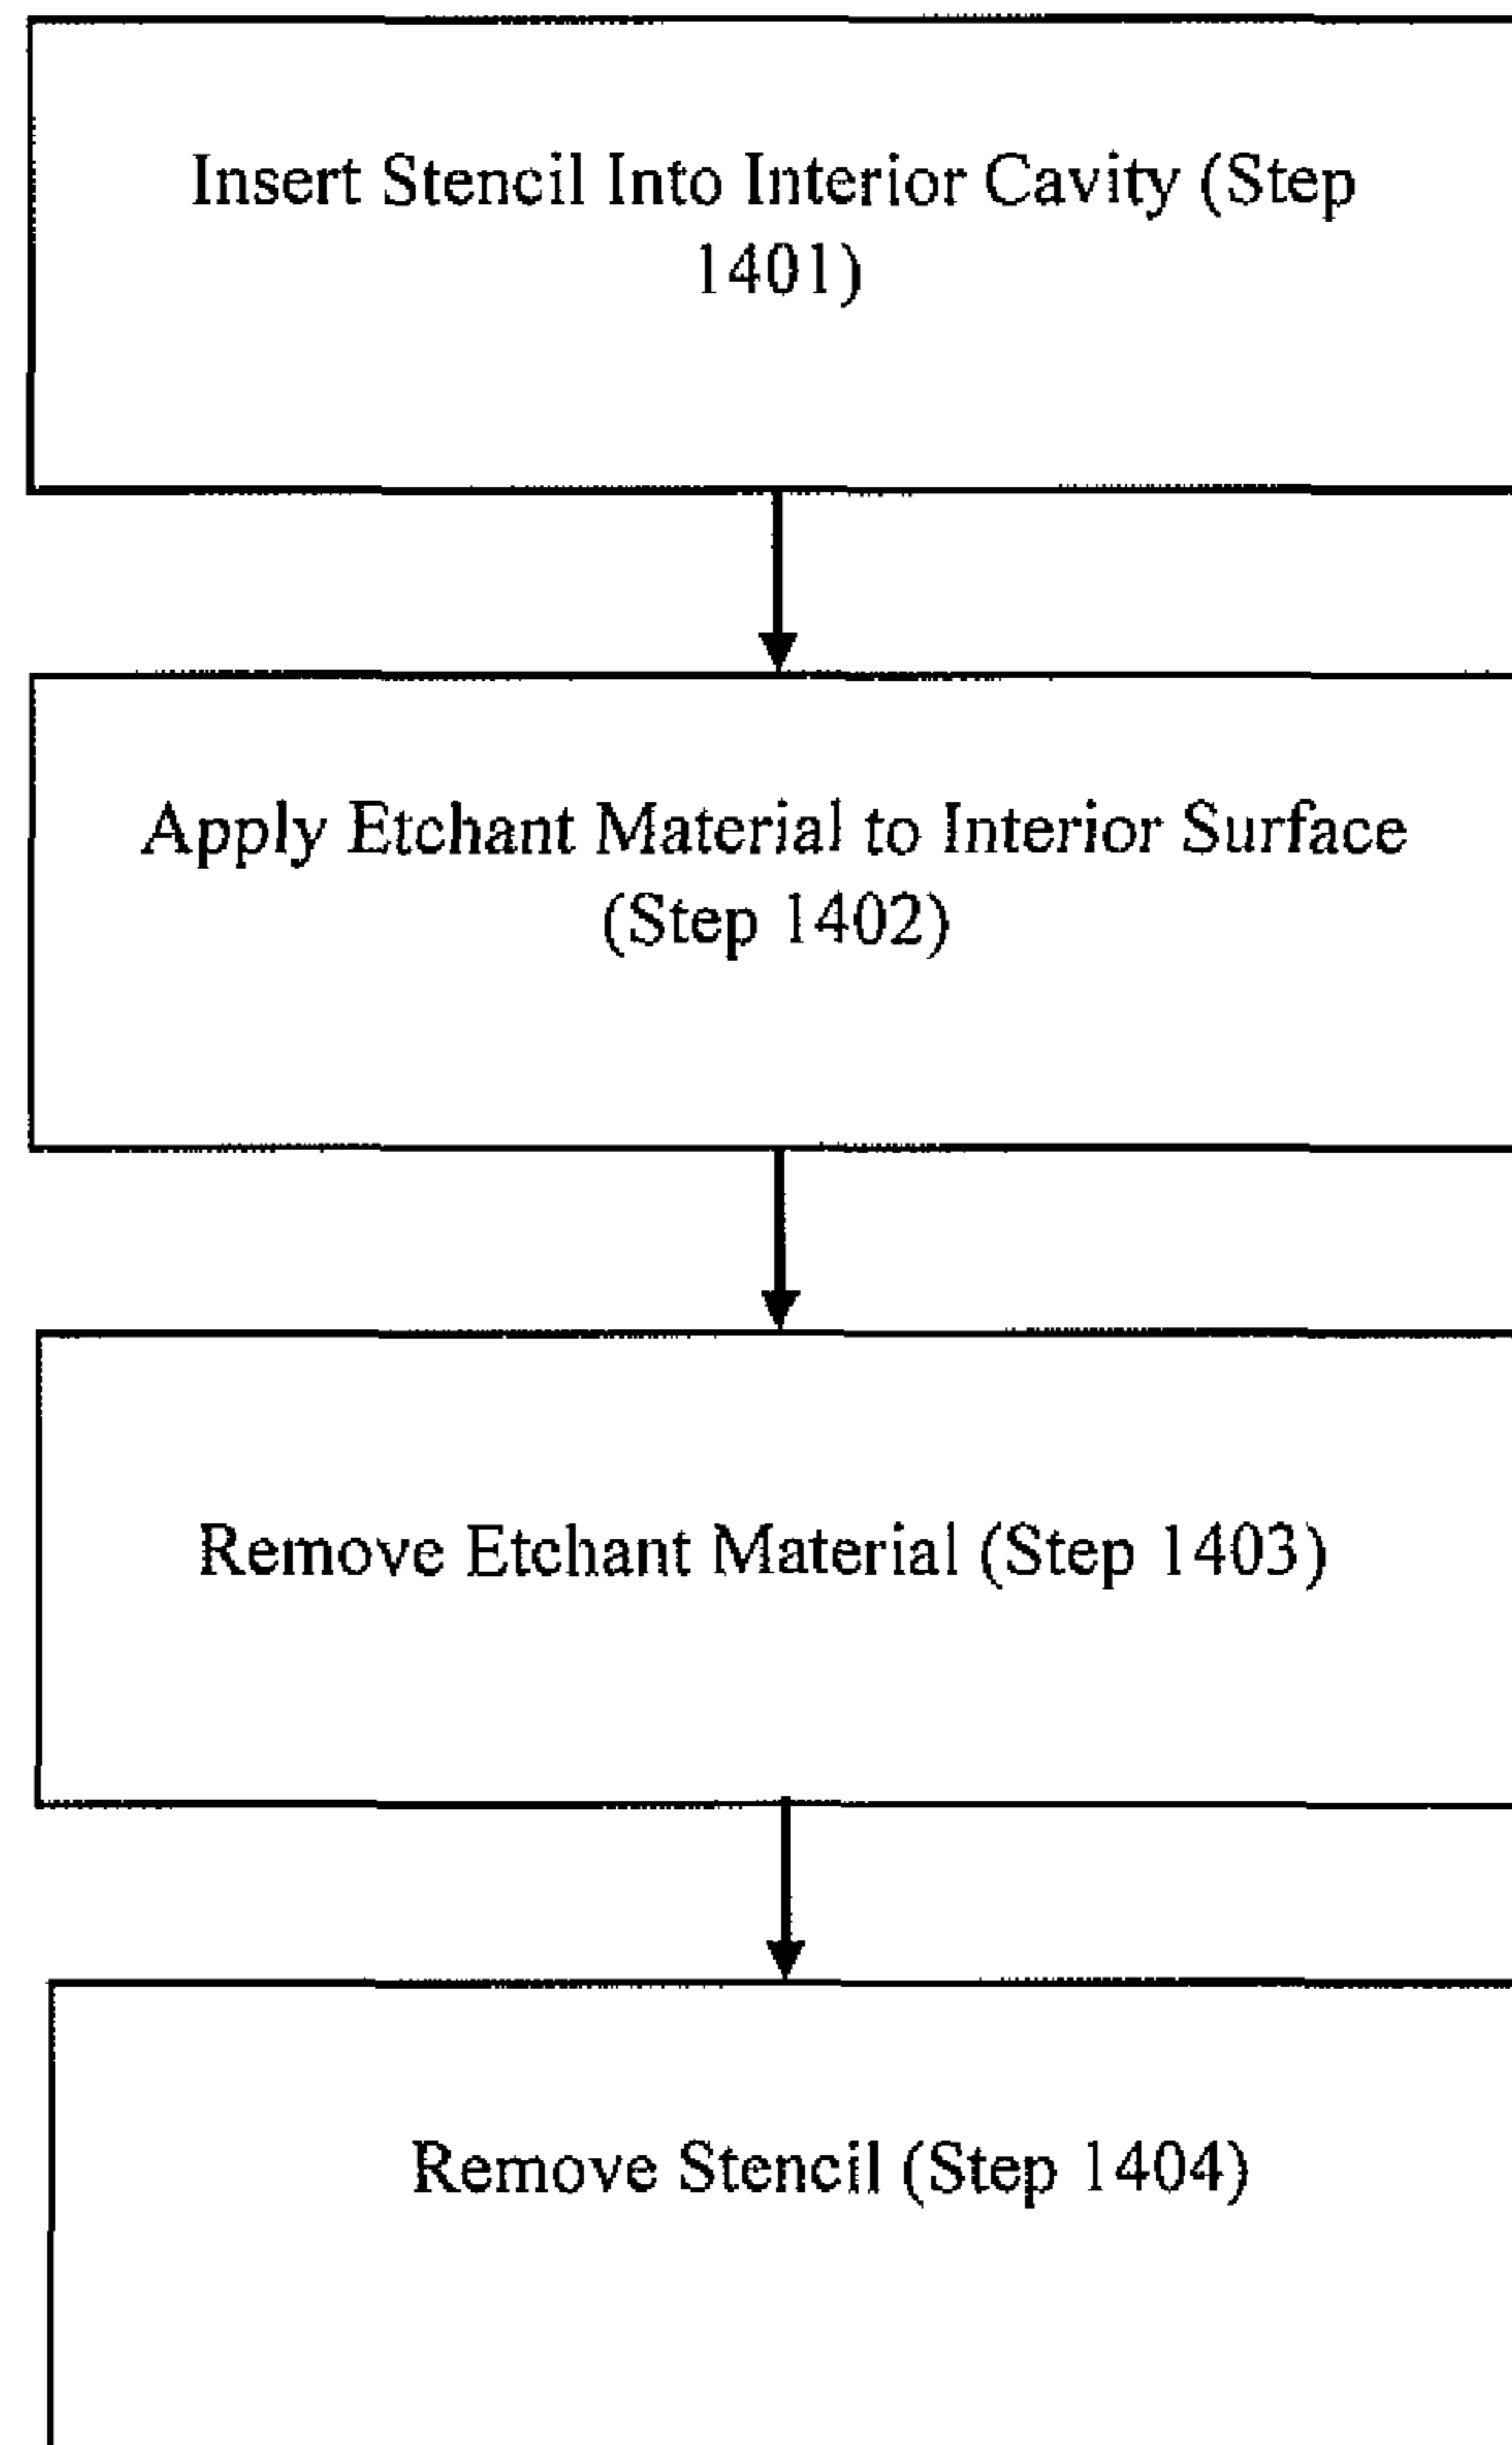 Insert Stencil Into Interior Cavity (Step
1401)
Apply Etchant Material to Interior Surface
(Step 1402)
Remove Etchant Material (Step 1403)
Remove Stencil (Step 1404)